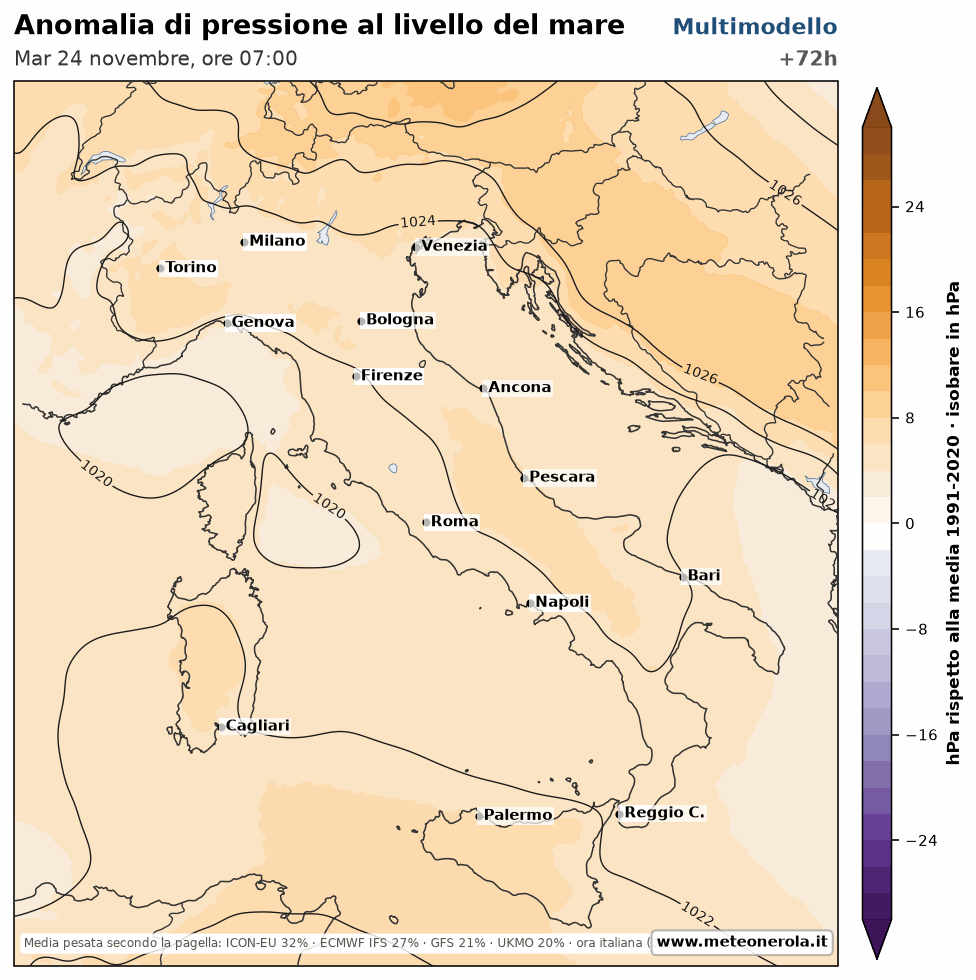 Anomalia di pressione al livello del mare
Multimodello
Mar 24 novembre, ore 07:00
+72h
1026
1024
Milano
Venezia
Torino
Genova
Bologna
Firenze
1026
Ancona
1020
Pescara
1020
Roma
Bari
Napoli
Cagliari
Palermo
Reggio C.
1022
Media pesata secondo la pagella: ICON-EU 32% · ECMWF IFS 27% · GFS 21% · UKMO 20% · ora italiana (
www.meteonerola.it
24
16
8
0
−8
−16
−24
hPa rispetto alla media 1991-2020 · isobare in hPa